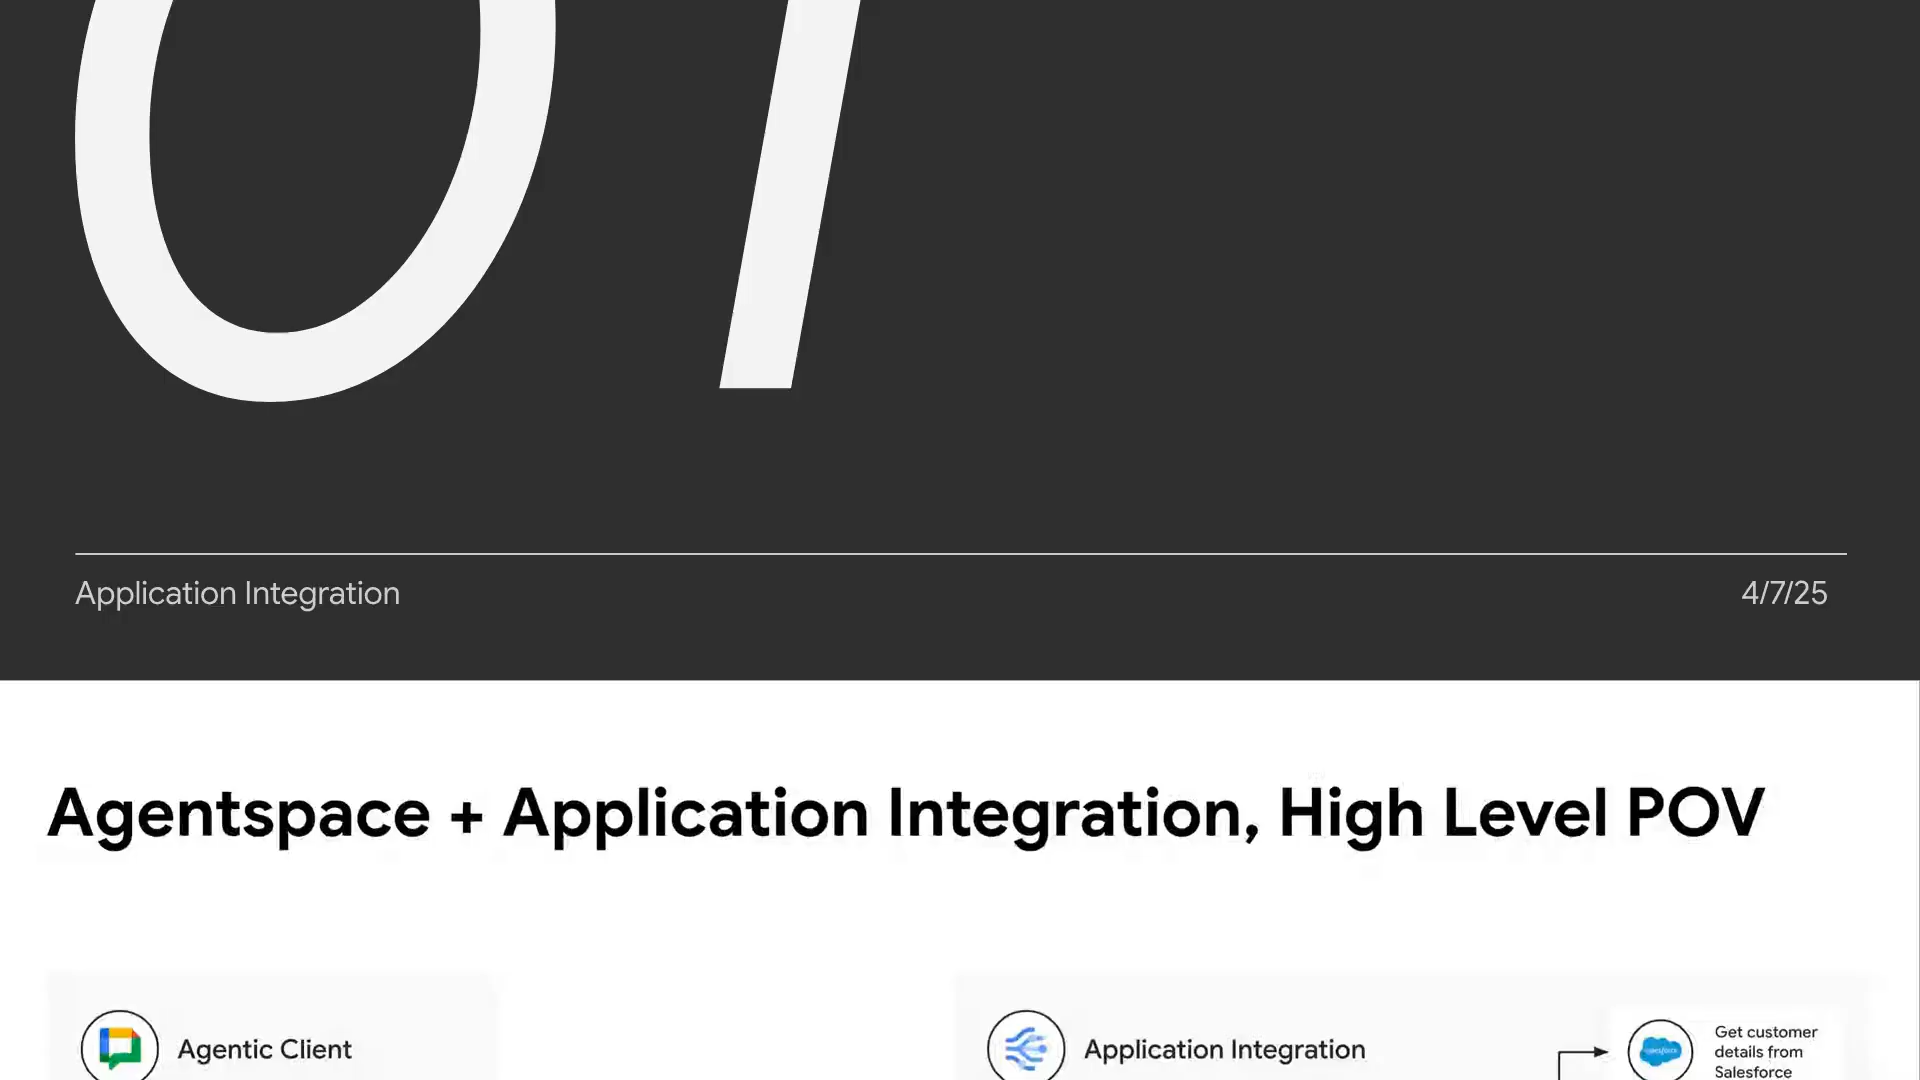 01
Application Integration
4/7/25
Agentspace + Application Integration, High Level POV
Agentic Client
Application Integration
Get customer
details from
Salesforce